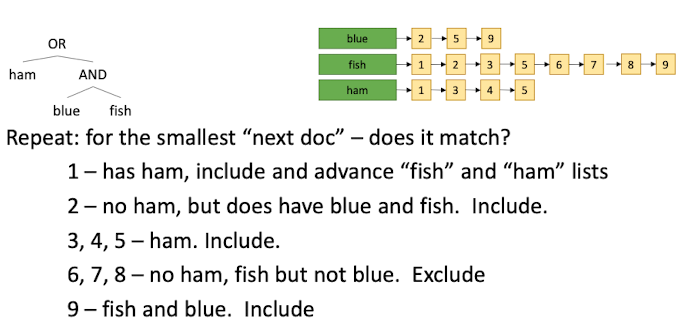 OR
ham AND
blue fish
blue 2 5 9
fish 1 2 3 5 6 7 8 9
ham 1 3 4 5
Repeat: for the smallest “next doc” – does it match?
1 – has ham, include and advance “fish” and “ham” lists
2 – no ham, but does have blue and fish.  Include.
3, 4, 5 – ham. Include.
6, 7, 8 – no ham, fish but not blue.  Exclude
9 – fish and blue.  Include